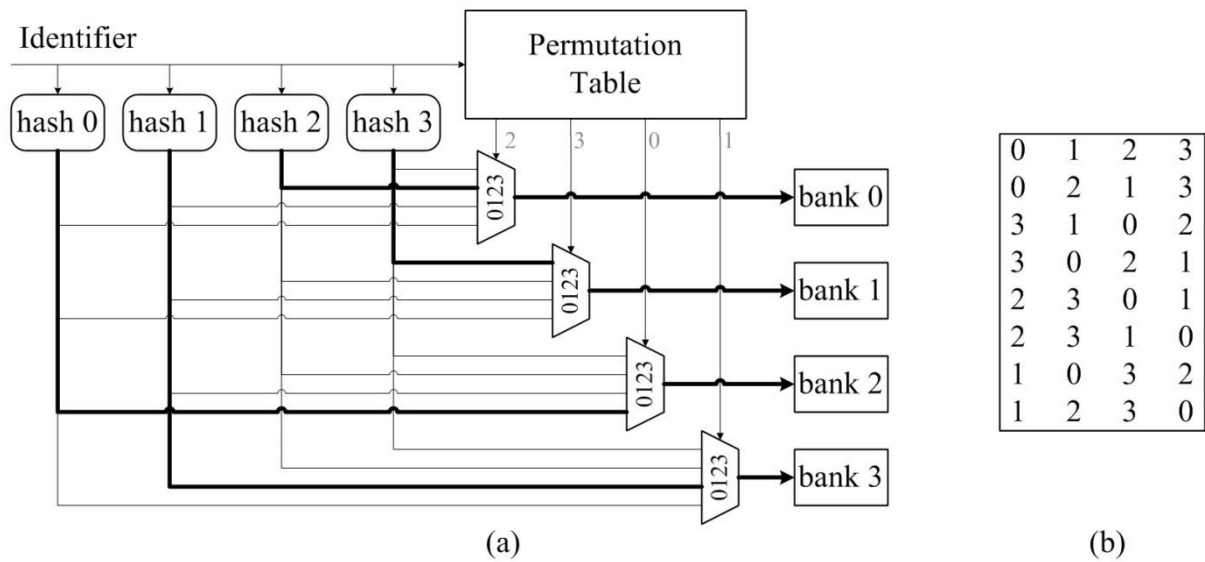 Identifier
Permutation
Table
hash 0
hash 1
hash 2
hash 3
2
3
0
1
0123
bank 0
0123
bank 1
0123
bank 2
0123
bank 3
(a)
0 1 2 3
0 2 1 3
3 1 0 2
3 0 2 1
2 3 0 1
2 3 1 0
1 0 3 2
1 2 3 0
(b)